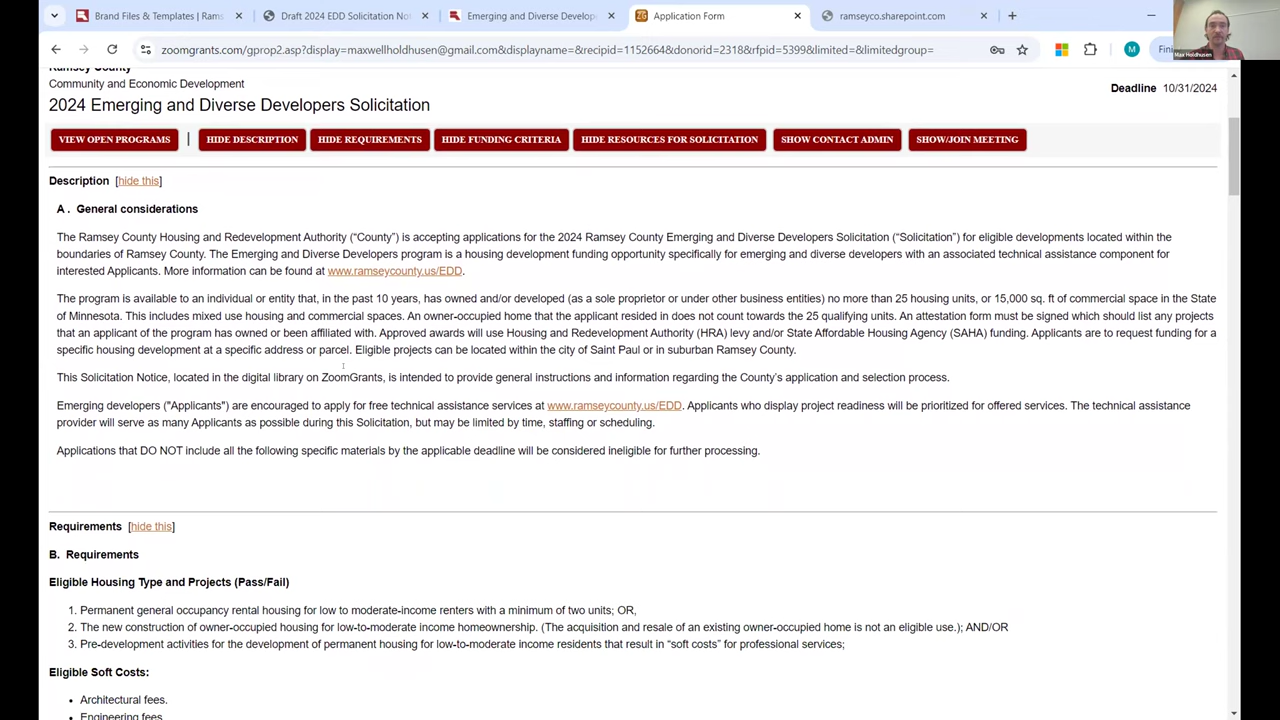 Brand Files & Templates | Rams
Draft 2024 EDD Solicitation No
Emerging and Diverse Develop
Application Form
ramseyco.sharepoint.com
zoomgrants.com/gprop2.asp?display=maxwellholdhusen@gmail.com&displayname=&recipid=1152664&donorid=2318&rfpid=5399&limited=&limitedgroup=
M
Max Holdhusen
Ramsey County
Community and Economic Development
Deadline 10/31/2024
2024 Emerging and Diverse Developers Solicitation
VIEW OPEN PROGRAMS | HIDE DESCRIPTION HIDE REQUIREMENTS HIDE FUNDING CRITERIA HIDE RESOURCES FOR SOLICITATION SHOW CONTACT ADMIN SHOW/JOIN MEETING
Description [hide this]
A . General considerations
The Ramsey County Housing and Redevelopment Authority (“County”) is accepting applications for the 2024 Ramsey County Emerging and Diverse Developers Solicitation (“Solicitation”) for eligible developments located within the
boundaries of Ramsey County. The Emerging and Diverse Developers program is a housing development funding opportunity specifically for emerging and diverse developers with an associated technical assistance component for
interested Applicants. More information can be found at www.ramseycounty.us/EDD.
The program is available to an individual or entity that, in the past 10 years, has owned and/or developed (as a sole proprietor or under other business entities) no more than 25 housing units, or 15,000 sq. ft of commercial space in the State
of Minnesota. This includes mixed use housing and commercial spaces. An owner-occupied home that the applicant resided in does not count towards the 25 qualifying units. An attestation form must be signed which should list any projects
that an applicant of the program has owned or been affiliated with. Approved awards will use Housing and Redevelopment Authority (HRA) levy and/or State Affordable Housing Agency (SAHA) funding. Applicants are to request funding for a
specific housing development at a specific address or parcel. Eligible projects can be located within the city of Saint Paul or in suburban Ramsey County.
This Solicitation Notice, located in the digital library on ZoomGrants, is intended to provide general instructions and information regarding the County’s application and selection process.
Emerging developers ("Applicants") are encouraged to apply for free technical assistance services at www.ramseycounty.us/EDD. Applicants who display project readiness will be prioritized for offered services. The technical assistance
provider will serve as many Applicants as possible during this Solicitation, but may be limited by time, staffing or scheduling.
Applications that DO NOT include all the following specific materials by the applicable deadline will be considered ineligible for further processing.
Requirements [hide this]
B. Requirements
Eligible Housing Type and Projects (Pass/Fail)
1. Permanent general occupancy rental housing for low to moderate-income renters with a minimum of two units; OR,
2. The new construction of owner-occupied housing for low-to-moderate income homeownership. (The acquisition and resale of an existing owner-occupied home is not an eligible use.); AND/OR
3. Pre-development activities for the development of permanent housing for low-to-moderate income residents that result in “soft costs” for professional services;
Eligible Soft Costs:
• Architectural fees.
• Engineering fees